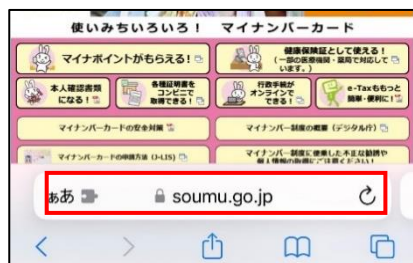 使いみちいろいろ！ マイナンバーカード
マイナポイントがもらえる！
健康保険証として使える！
（一部の医療機関・薬局で対応して
います。）
本人確認書類
になる！
各種証明書を
コンビニで
取得できる！
行政手続が
オンラインで
できる！
e-Taxももっと
簡単・便利に！
マイナンバーカードの安全対策
マイナンバー制度の概要（デジタル庁）
マイナンバーカードの申請方法（J-LIS）
マイナンバー制度に便乗した不正な勧誘や
個人情報の取得にご注意ください！
ぁあ
soumu.go.jp